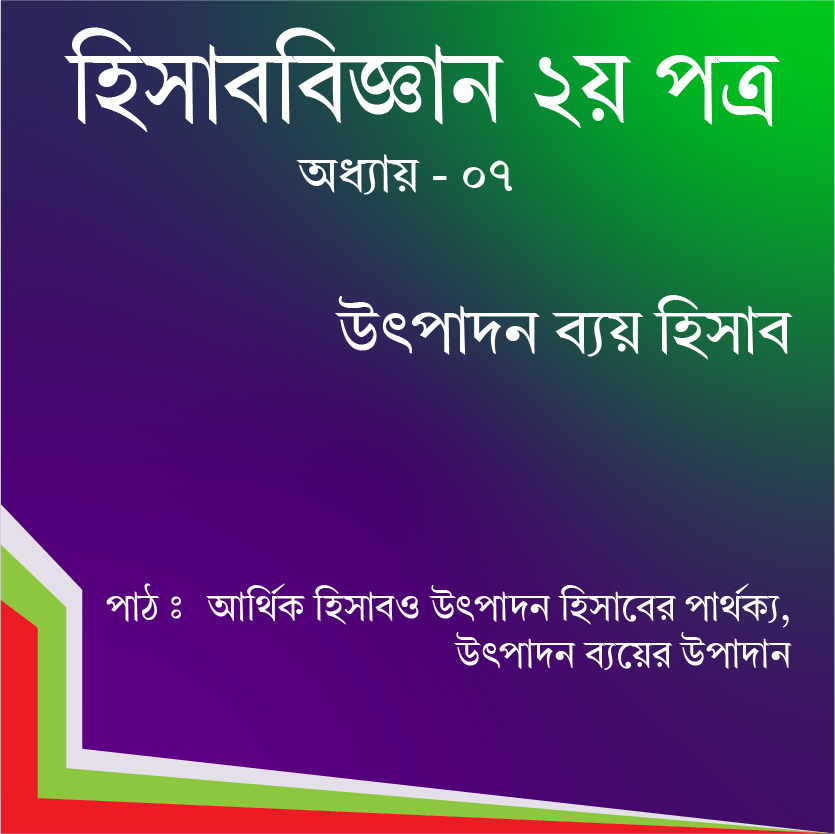 হিসাববিজ্ঞান ২য় পত্র
অধ্যায় - ০৭
উৎপাদন ব্যয় হিসাব
পাঠ ঃ আর্থিক হিসাবও উৎপাদন হিসাবের পার্থক্য,
উৎপাদন ব্যয়ের উপাদান